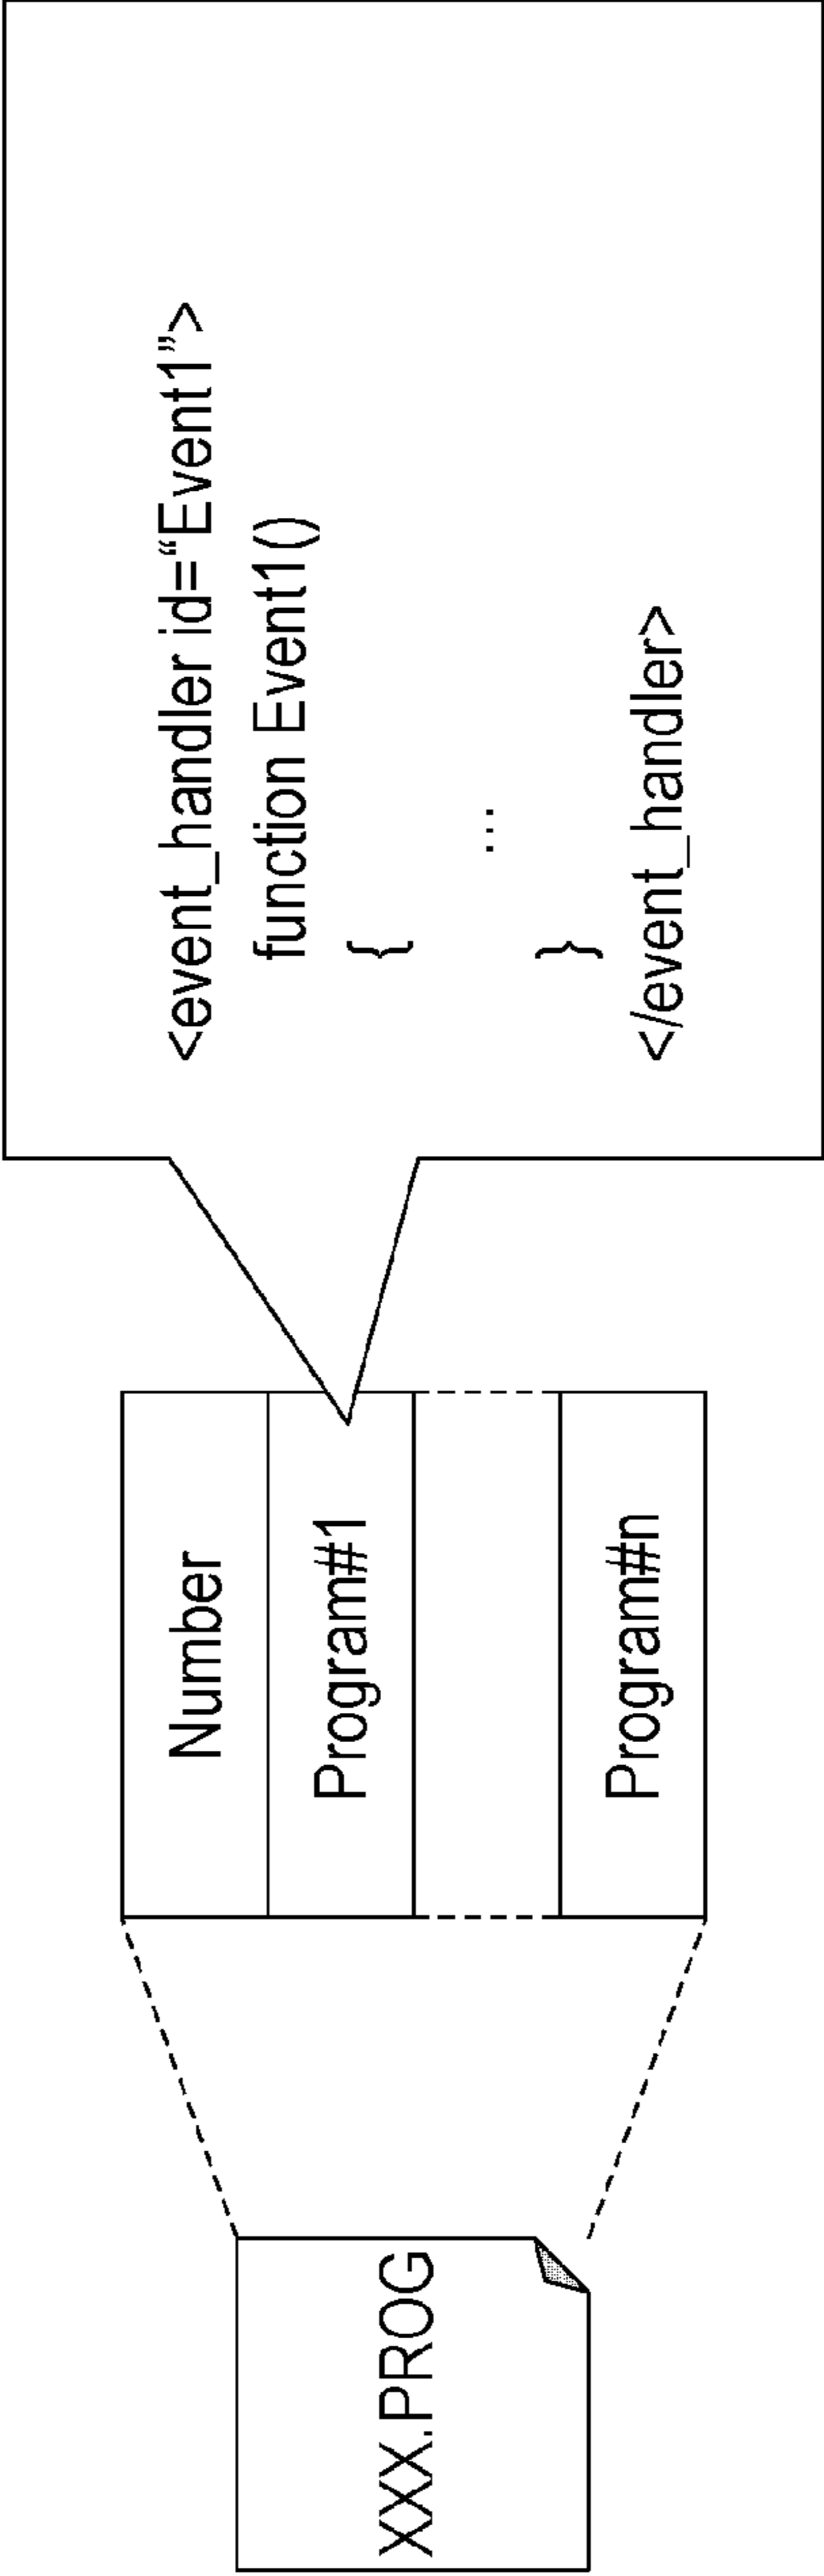 XXX.PROG
Number
Program#1
Program#n
<event_handler id=“Event1”>
function Event1()
{
...
}
</event_handler>